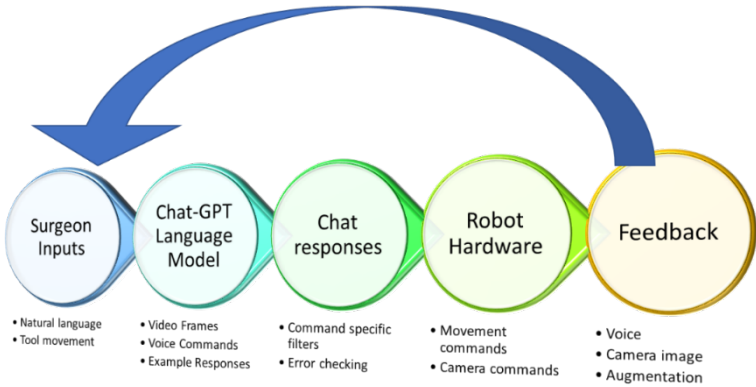 Surgeon
Inputs
Chat-GPT
Language
Model
Chat
responses
Robot
Hardware
Feedback
• Natural language
• Tool movement
• Video Frames
• Voice Commands
• Example Responses
• Command specific
filters
• Error checking
• Movement
commands
• Camera commands
• Voice
• Camera image
• Augmentation